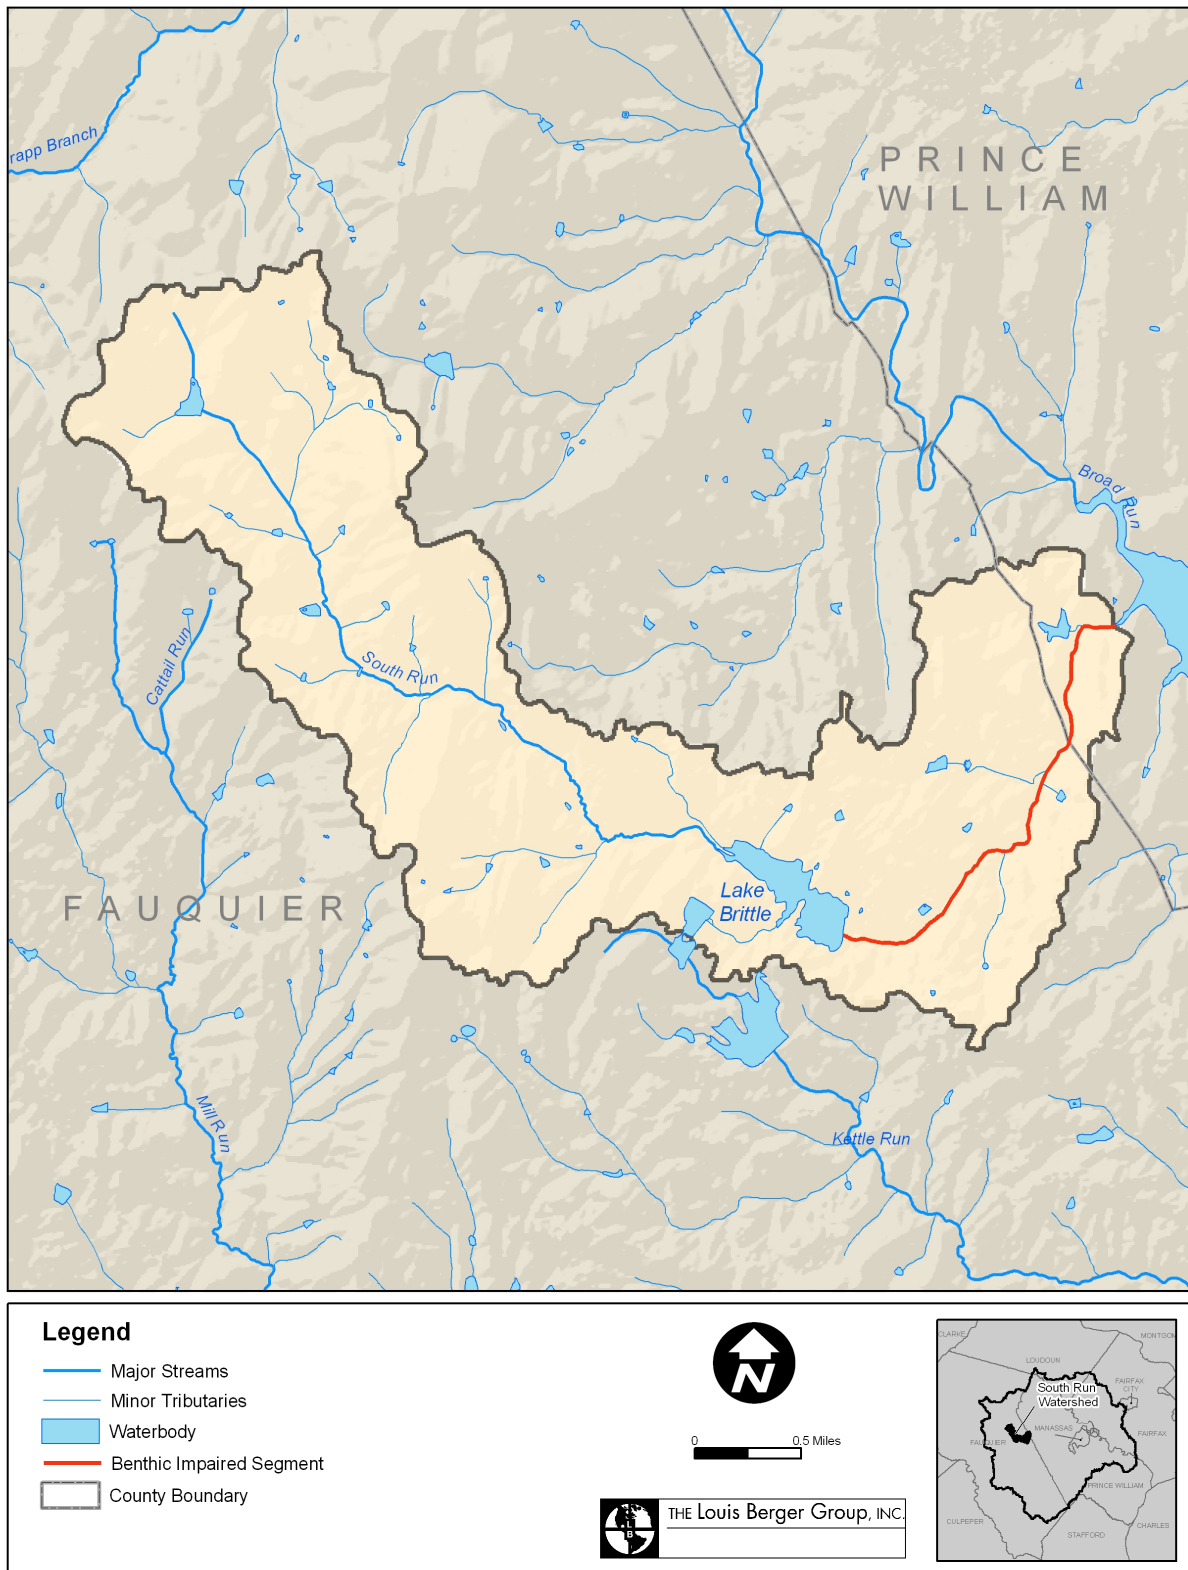 rapp Branch
PRINCE
WILLIAM
Broad Run
Cattail Run
South Run
FAUQUIER
Lake
Brittle
Mill Run
Kettle Run
Legend
Major Streams
Minor Tributaries
Waterbody
Benthic Impaired Segment
County Boundary
N
0 0.5 Miles
THE Louis Berger Group, INC.
L
B
CLARKE
MONTGOM
LOUDOUN
FAIRFAX
CITY
South Run
Watershed
MANASSAS
FAIRFAX
FAUQUIER
PRINCE WILLIAM
CULPEPER
CHARLES
STAFFORD